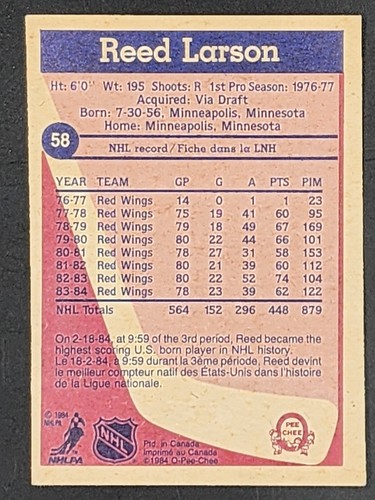 Reed Larson
Ht: 6'0" Wt: 195 Shoots: R 1st Pro Season: 1976-77
Acquired: Via Draft
Born: 7-30-56, Minneapolis, Minnesota
Home: Minneapolis, Minnesota
58
NHL record/Fiche dans la LNH
YEAR TEAM GP G A PTS PIM
76-77 Red Wings 14 0 1 1 23
77-78 Red Wings 75 19 41 60 95
78-79 Red Wings 79 18 49 67 169
79-80 Red Wings 80 22 44 66 101
80-81 Red Wings 78 27 31 58 153
81-82 Red Wings 80 21 39 60 112
82-83 Red Wings 80 22 52 74 104
83-84 Red Wings 78 23 39 62 122
NHL Totals 564 152 296 448 879
On 2-18-84, at 9:59 of the 3rd period, Reed became the
highest scoring U.S. born player in NHL history.
Le 18-2-84, à 9:59 durant la 3ème période, Reed devint
le meilleur compteur natif des États-Unis dans l'histoire
de la Ligue nationale.
© 1984
NHLPA
NHLPA
NHL
Ptd. in Canada
Imprimé au Canada
©1984 O-Pee-Chee
PEE
CHEE